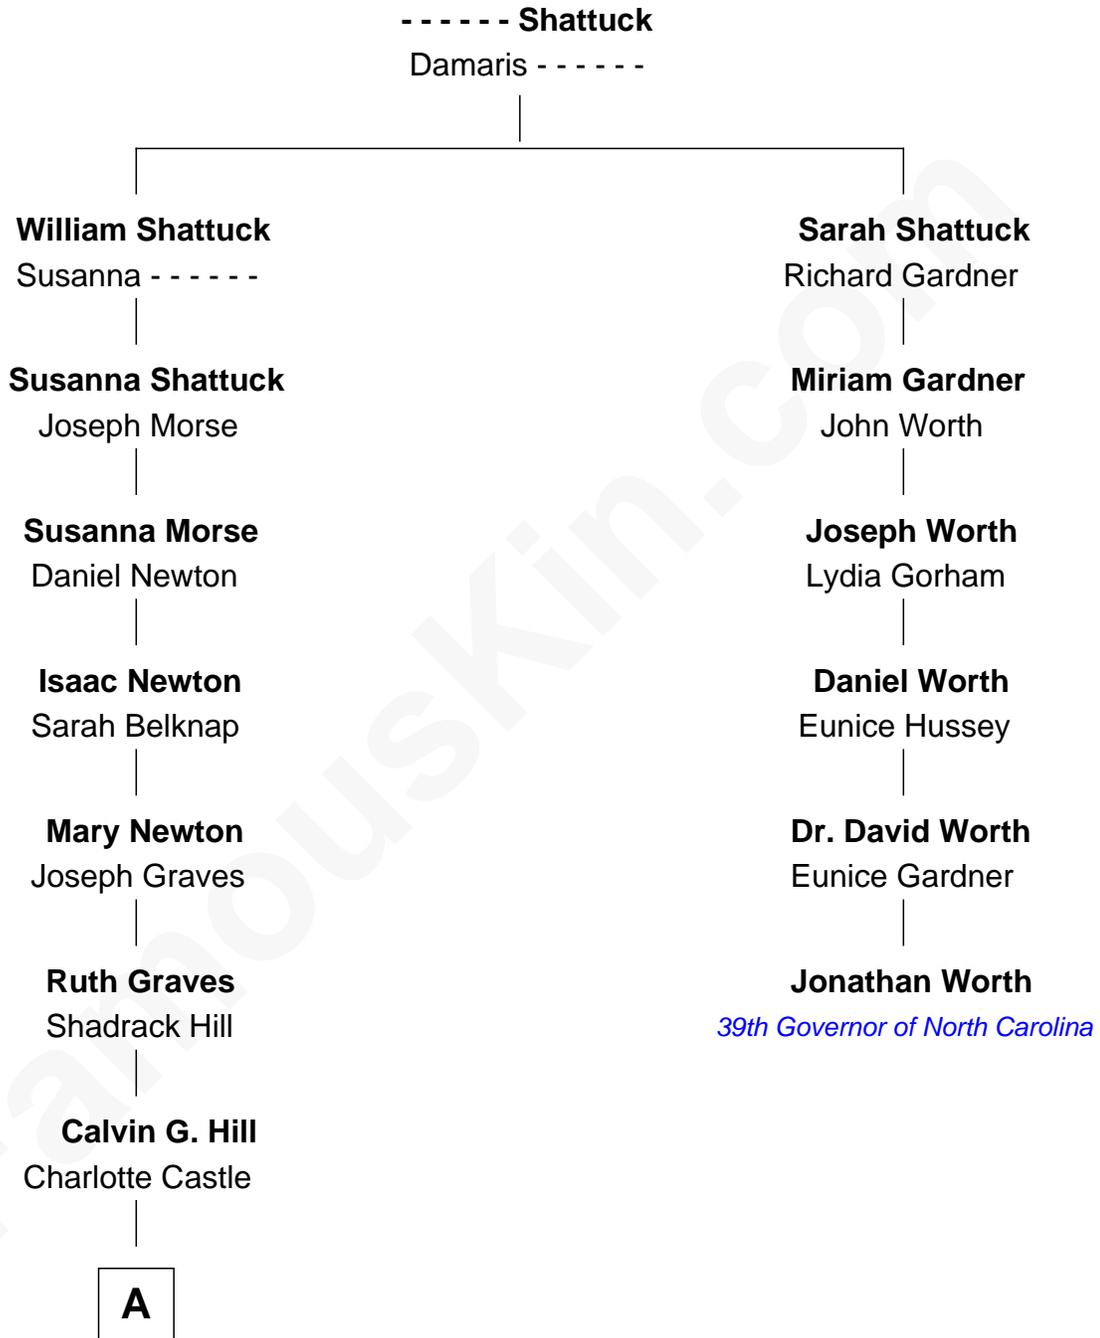 - - - - - - Shattuck
Damaris - - - - - -
William Shattuck
Susanna - - - - - -
Susanna Shattuck
Joseph Morse
Susanna Morse
Daniel Newton
Isaac Newton
Sarah Belknap
Mary Newton
Joseph Graves
Ruth Graves
Shadrack Hill
Calvin G. Hill
Charlotte Castle
A
Sarah Shattuck
Richard Gardner
Miriam Gardner
John Worth
Joseph Worth
Lydia Gorham
Daniel Worth
Eunice Hussey
Dr. David Worth
Eunice Gardner
Jonathan Worth
39th Governor of North Carolina
FamousKin.com